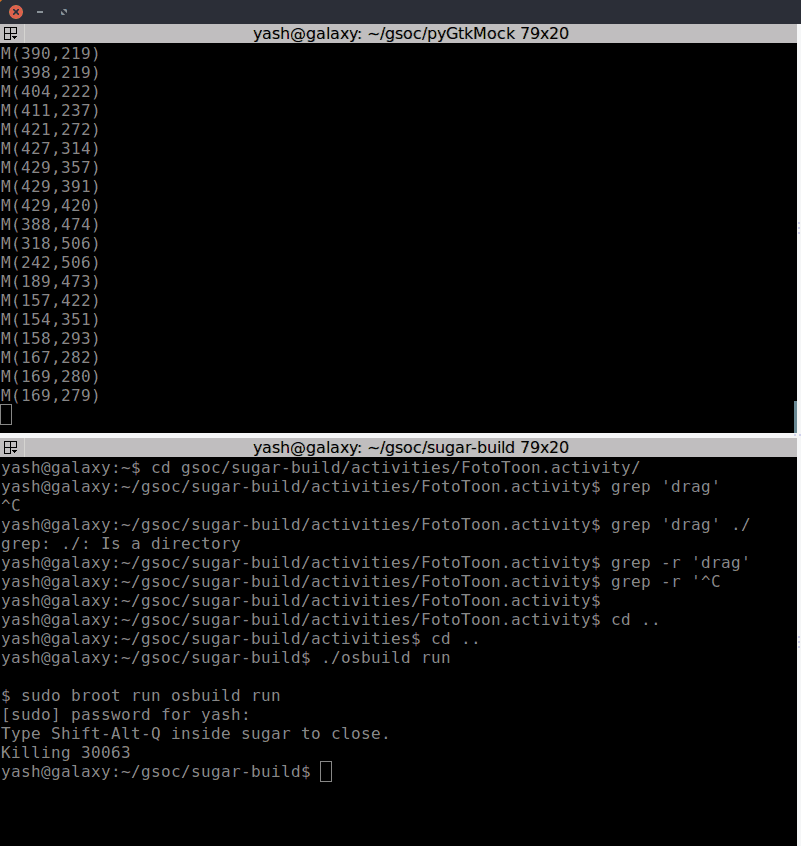 yash@galaxy: ~/gsoc/pyGtkMock 79x20
M(390,219)
M(398,219)
M(404,222)
M(411,237)
M(421,272)
M(427,314)
M(429,357)
M(429,391)
M(429,420)
M(388,474)
M(318,506)
M(242,506)
M(189,473)
M(157,422)
M(154,351)
M(158,293)
M(167,282)
M(169,280)
M(169,279)
yash@galaxy: ~/gsoc/sugar-build 79x20
yash@galaxy:~$ cd gsoc/sugar-build/activities/FotoToon.activity/
yash@galaxy:~/gsoc/sugar-build/activities/FotoToon.activity$ grep 'drag'
^C
yash@galaxy:~/gsoc/sugar-build/activities/FotoToon.activity$ grep 'drag' ./
grep: ./: Is a directory
yash@galaxy:~/gsoc/sugar-build/activities/FotoToon.activity$ grep -r 'drag'
yash@galaxy:~/gsoc/sugar-build/activities/FotoToon.activity$ grep -r '^C
yash@galaxy:~/gsoc/sugar-build/activities/FotoToon.activity$
yash@galaxy:~/gsoc/sugar-build/activities/FotoToon.activity$ cd ..
yash@galaxy:~/gsoc/sugar-build/activities$ cd ..
yash@galaxy:~/gsoc/sugar-build$ ./osbuild run
$ sudo broot run osbuild run
[sudo] password for yash:
Type Shift-Alt-Q inside sugar to close.
Killing 30063
yash@galaxy:~/gsoc/sugar-build$